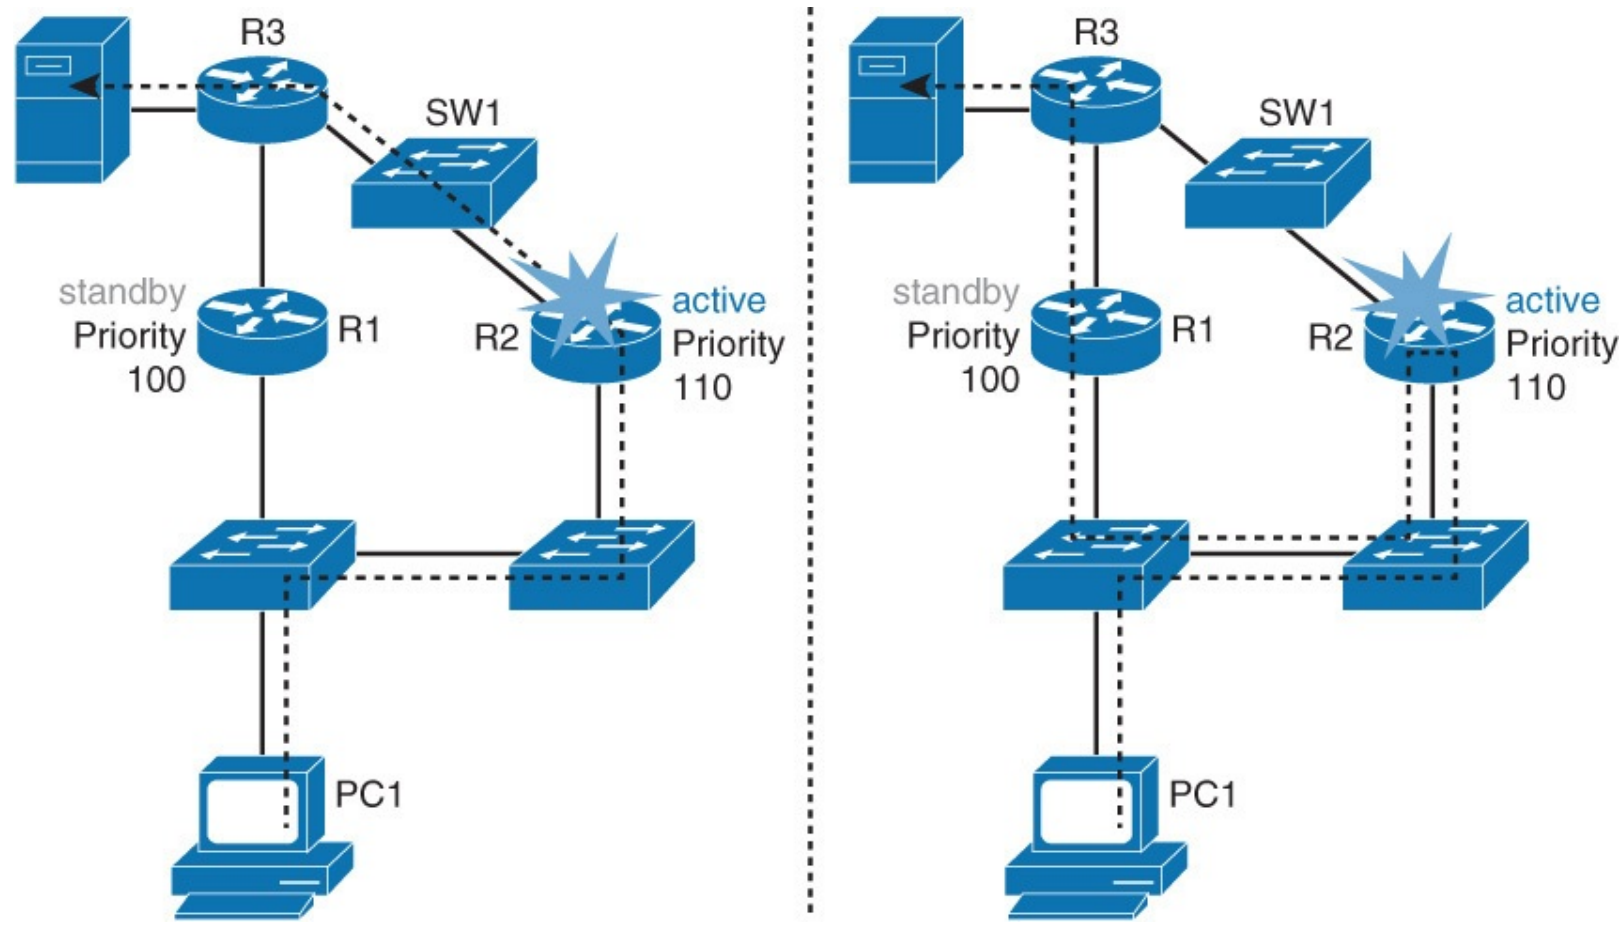 R3
SW1
standby
Priority
100
R1
R2
active
Priority
110
PC1
R3
SW1
standby
Priority
100
R1
R2
active
Priority
110
PC1